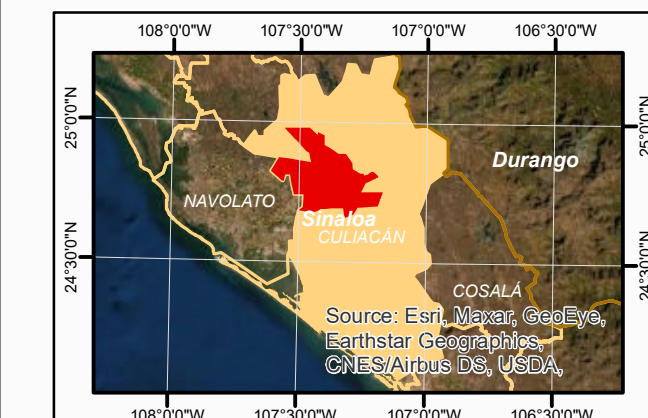 108°0'0"W 107°30'0"W 107°0'0"W 106°30'0"W
25°0'0"N
25°0'0"N
Durango
NAVOLATO
Sinaloa
CULIACÁN
24°30'0"N
24°30'0"N
COSALÁ
Source: Esri, Maxar, GeoEye,
Earthstar Geographics,
CNES/Airbus DS, USDA,
108°0'0"W 107°30'0"W 107°0'0"W 106°30'0"W